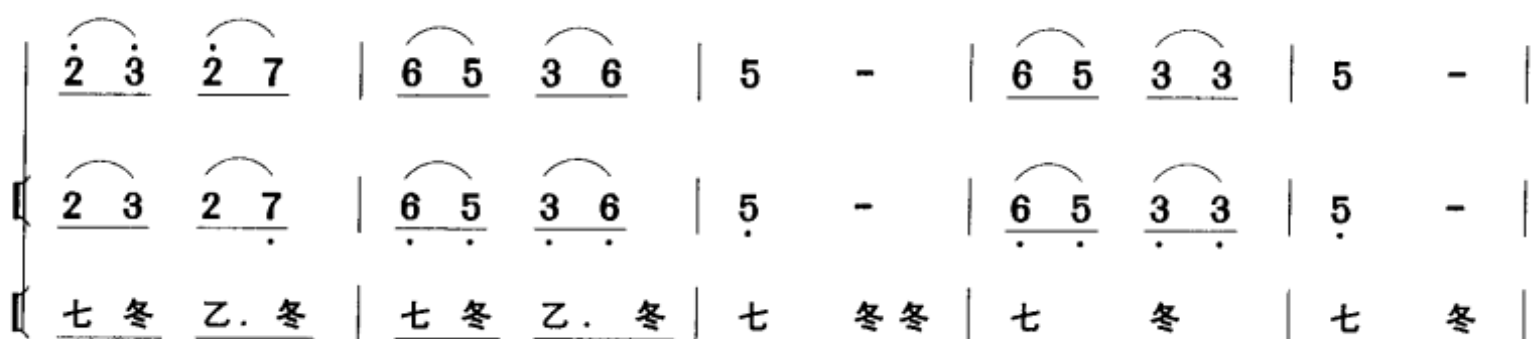 2̇ 3̇ 2̇ 7 | 6 5 3 6 | 5 - | 6 5 3 3 | 5 - |
2 3 2 7̣ | 6̣ 5̣ 3̣ 6̣ | 5̣ - | 6̣ 5̣ 3̣ 3̣ | 5̣ - |
七 冬 乙. 冬 | 七 冬 乙. 冬 | 七 冬冬 | 七 冬 | 七 冬 |